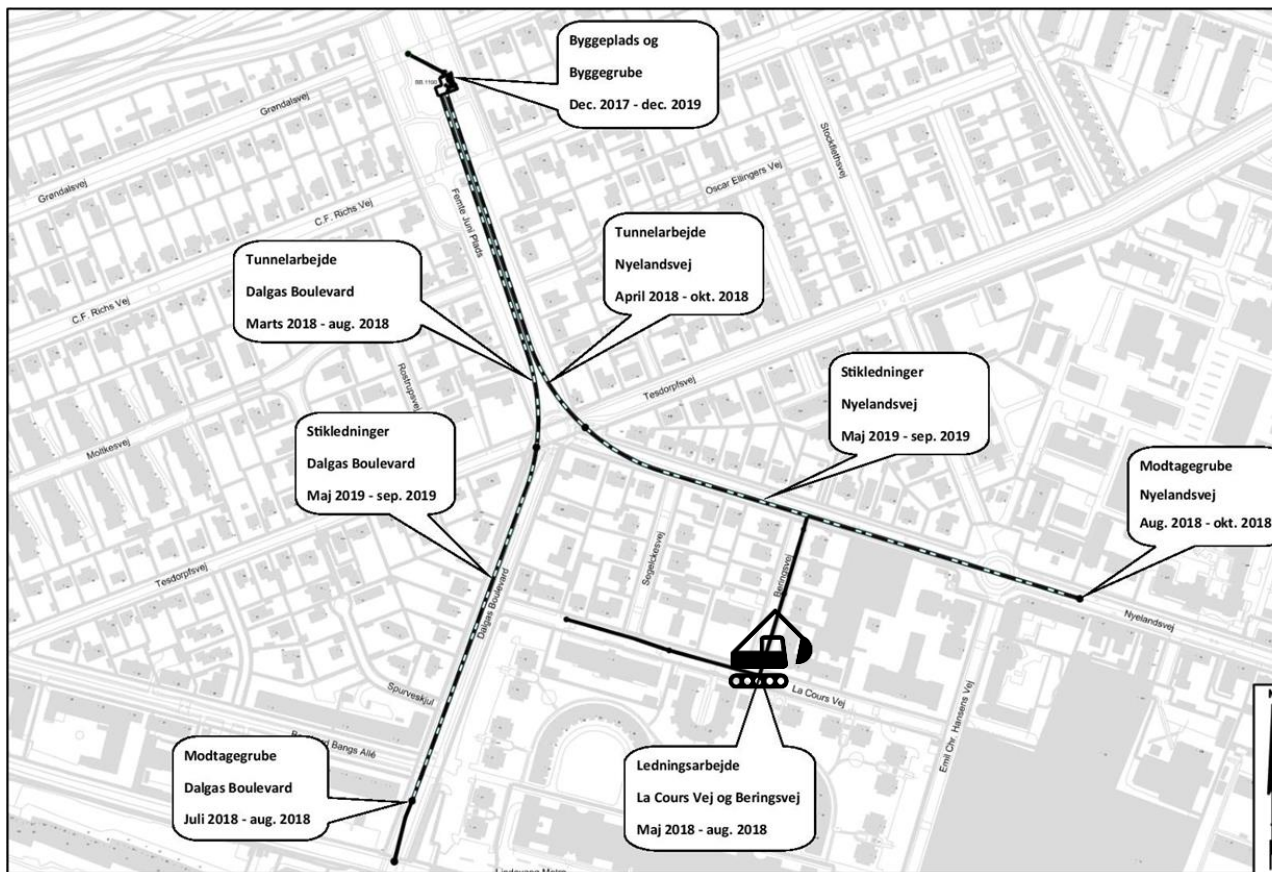 Byggeplads og
Byggegrube
Dec. 2017 - dec. 2019
Grøndalsvej
Stockflethsvej
Grøndalsvej
Oscar Ellingers Vej
C.F. Richs Vej
Femte Juni Plads
Tunnelarbejde
Nyelandsvej
April 2018 - okt. 2018
Tunnelarbejde
Dalgas Boulevard
Marts 2018 - aug. 2018
C.F. Richs Vej
Rostrupsvej
Tesdorpfsvej
Stikledninger
Nyelandsvej
Maj 2019 - sep. 2019
Moltkesvej
Stikledninger
Dalgas Boulevard
Maj 2019 - sep. 2019
Modtagegrube
Nyelandsvej
Aug. 2018 - okt. 2018
Segelckesvej
Beringsvej
Tesdorpfsvej
Dalgas Boulevard
Nyelandsvej
Spurveskjul
La Cours Vej
Emil Chr. Hansens Vej
Bangs Allé
Modtagegrube
Dalgas Boulevard
Juli 2018 - aug. 2018
Ledningsarbejde
La Cours Vej og Beringsvej
Maj 2018 - aug. 2018